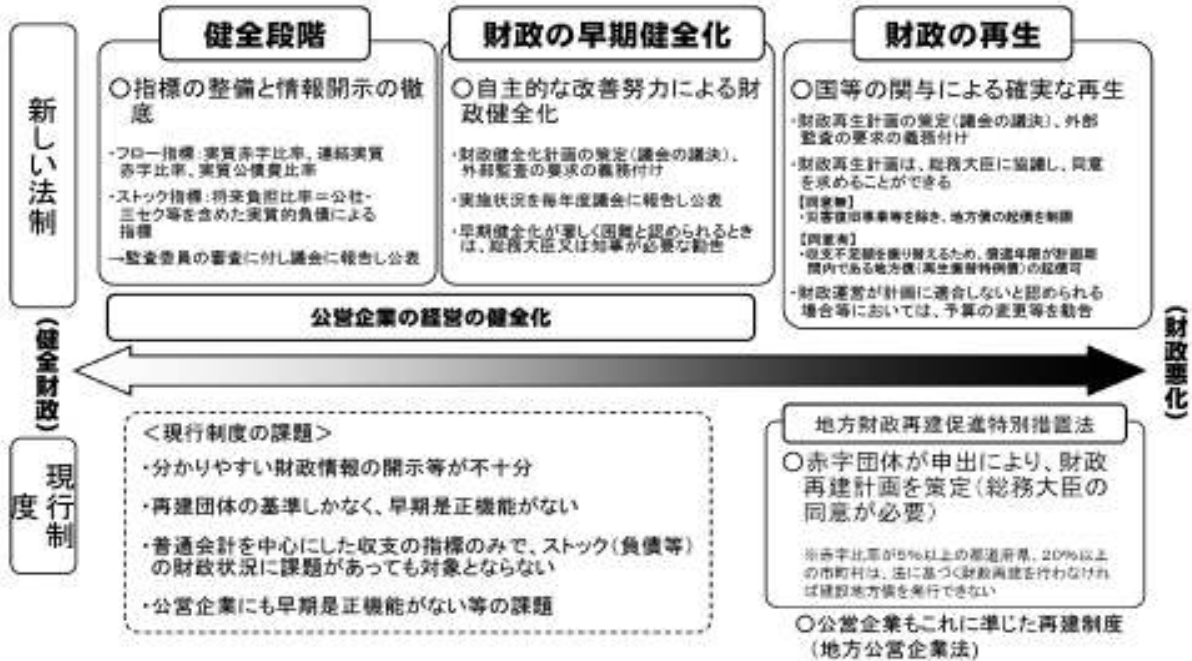 新しい法制
健全段階
○指標の整備と情報開示の徹
底
・フロー指標：実質赤字比率、連結実質
赤字比率、実質公債費比率
・ストック指標：将来負担比率＝公社・
三セク等を含めた実質的負債による
指標
→監査委員の審査に付し議会に報告し公表
財政の早期健全化
○自主的な改善努力による財
政健全化
・財政健全化計画の策定（議会の議決）、
外部監査の要求の義務付け
・実施状況を毎年度議会に報告し公表
・早期健全化が著しく困難と認められるとき
は、総務大臣又は知事が必要な勧告
財政の再生
○国等の関与による確実な再生
・財政再生計画の策定（議会の議決）、外部
監査の要求の義務付け
・財政再生計画は、総務大臣に協議し、同意
を求めることができる
【同意無】
・災害復旧事業等を除き、地方債の起債を制限
【同意有】
・収支不足額を振り替えるため、償還年限が計画期
間内である地方債（再生振替特例債）の起債可
・財政運営が計画に適合しないと認められる
場合等においては、予算の変更等を勧告
公営企業の経営の健全化
（健全財政）
（財政悪化）
現行制
度
＜現行制度の課題＞
・分かりやすい財政情報の開示等が不十分
・再建団体の基準しかなく、早期是正機能がない
・普通会計を中心にした収支の指標のみで、ストック（負債等）
の財政状況に課題があっても対象とならない
・公営企業にも早期是正機能がない等の課題
地方財政再建促進特別措置法
○赤字団体が申出により、財政
再建計画を策定（総務大臣の
同意が必要）
※赤字比率が5%以上の都道府県、20%以上
の市町村は、法に基づく財政再建を行わなけれ
ば建設地方債を発行できない
○公営企業もこれに準じた再建制度
（地方公営企業法）